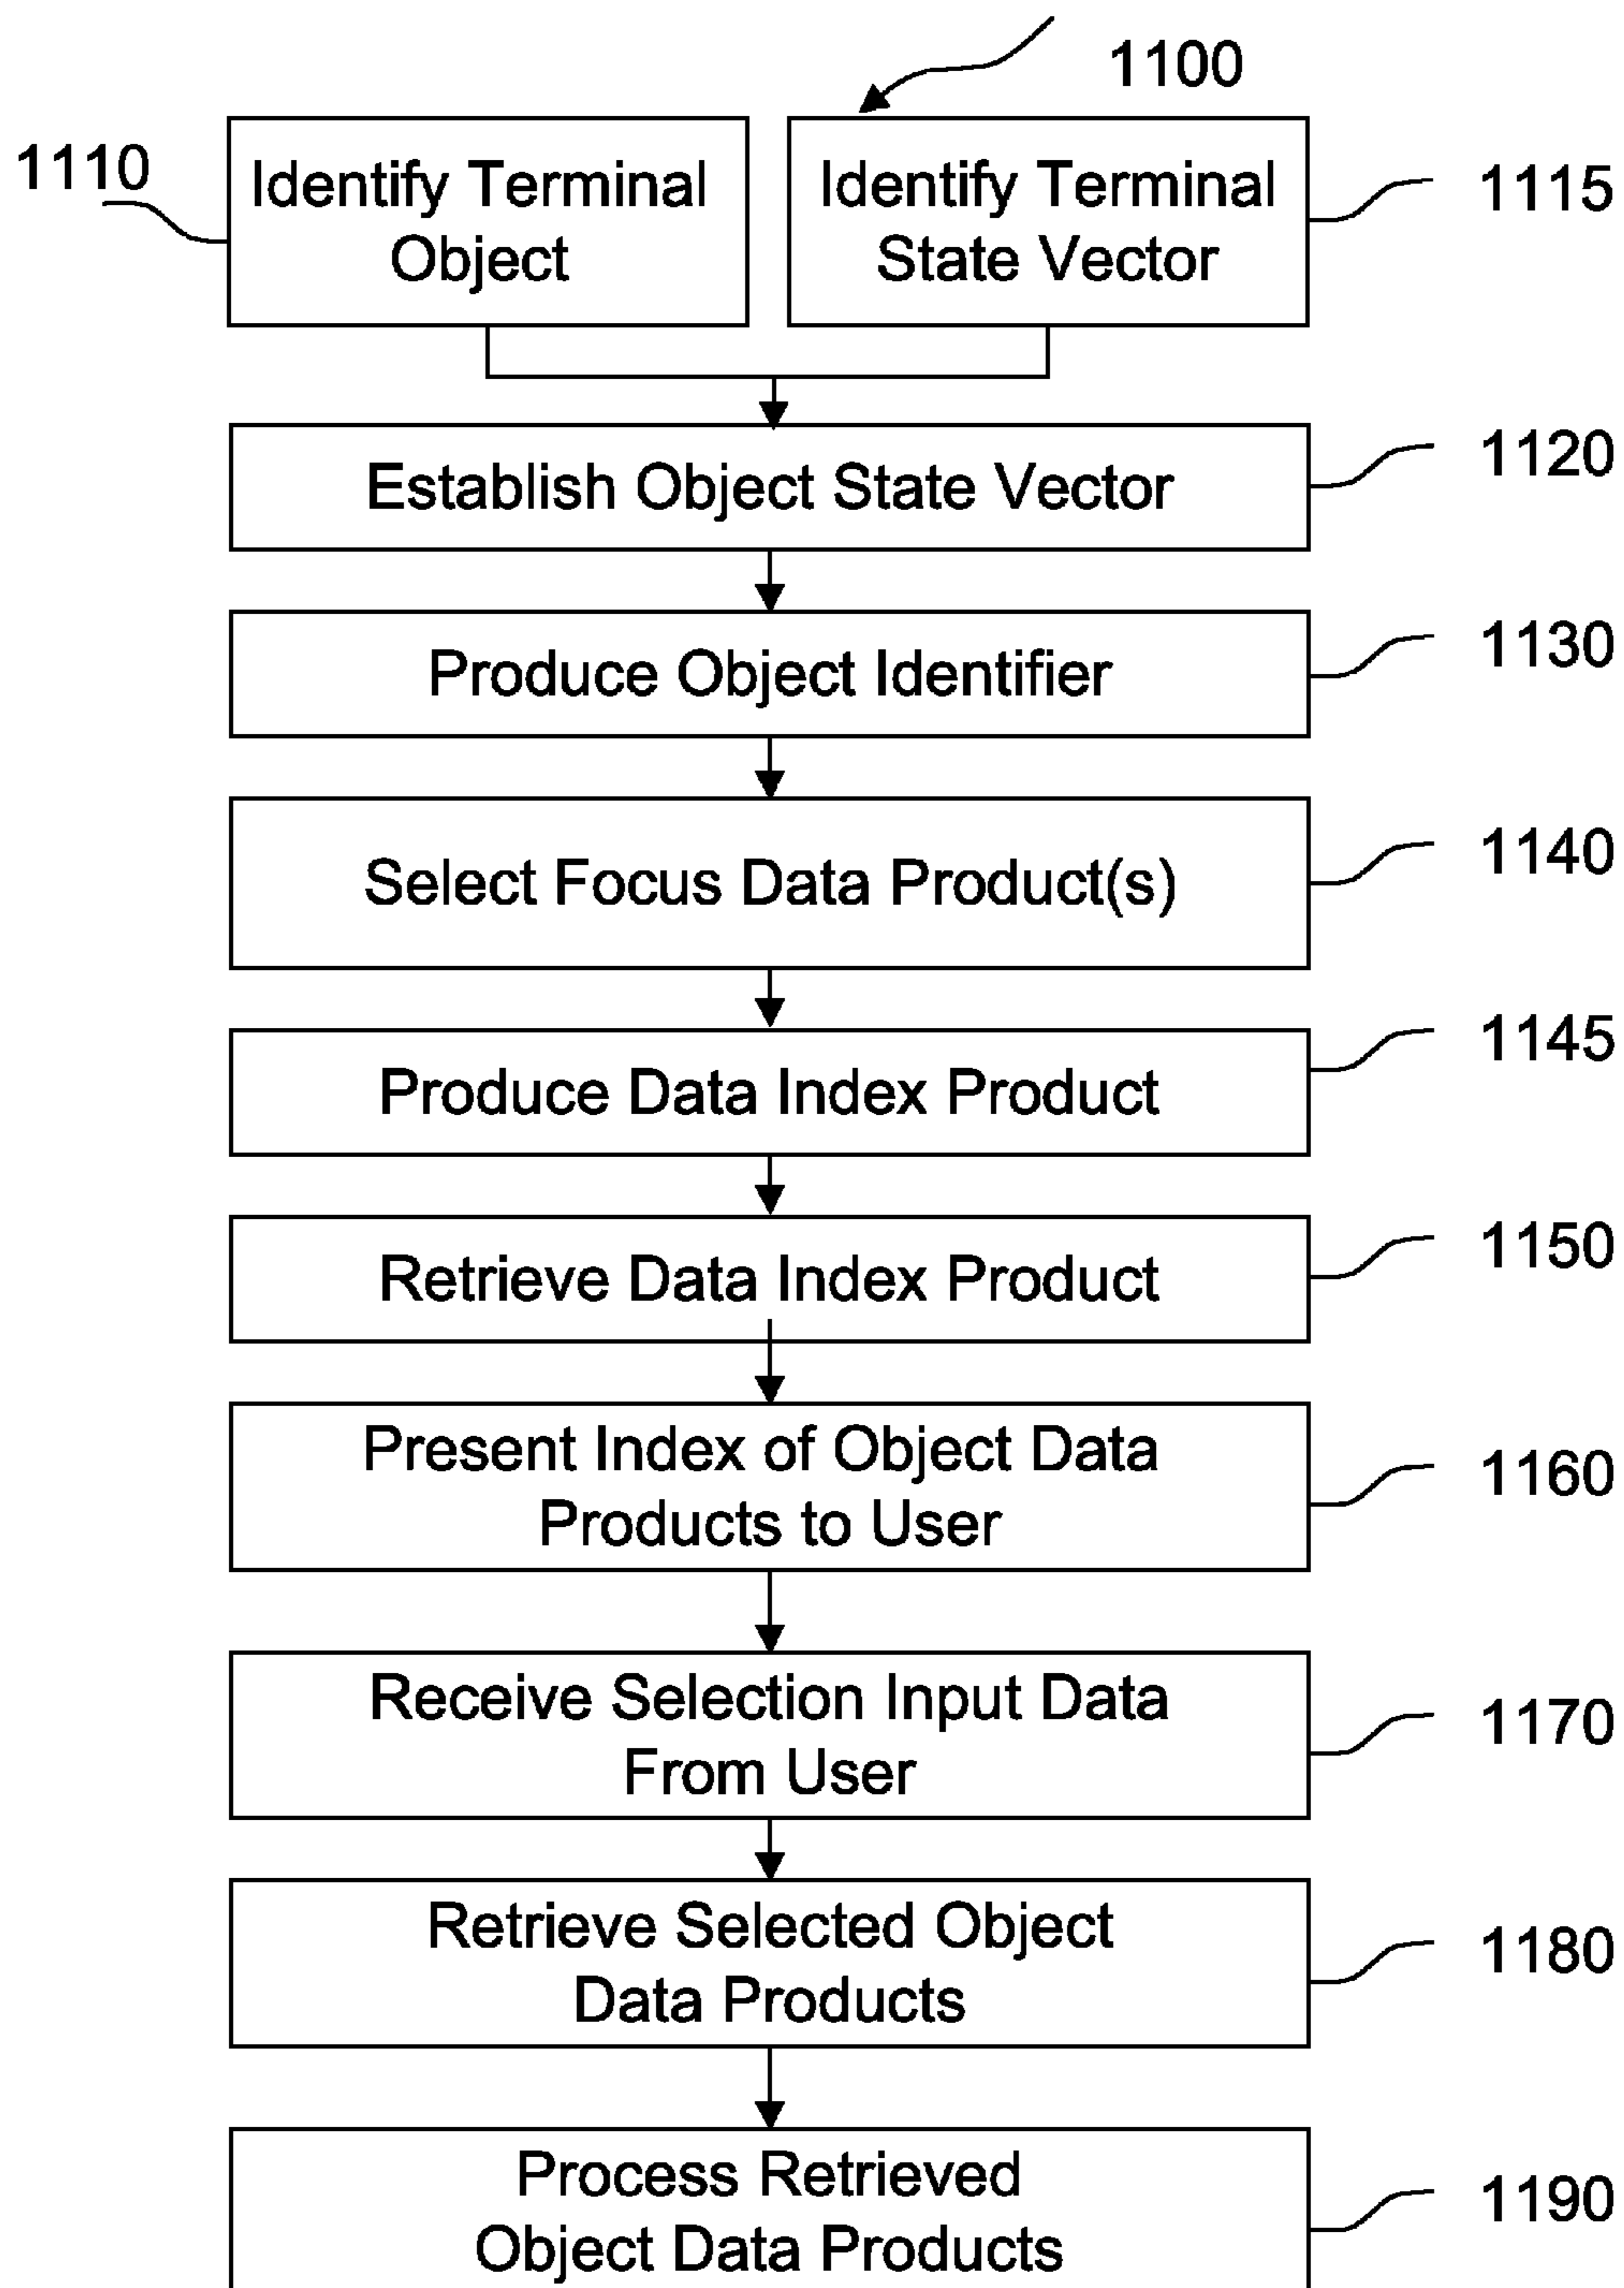 1100
1110
Identify Terminal
Object
Identify Terminal
State Vector
1115
Establish Object State Vector
1120
Produce Object Identifier
1130
Select Focus Data Product(s)
1140
Produce Data Index Product
1145
Retrieve Data Index Product
1150
Present Index of Object Data
Products to User
1160
Receive Selection Input Data
From User
1170
Retrieve Selected Object
Data Products
1180
Process Retrieved
Object Data Products
1190